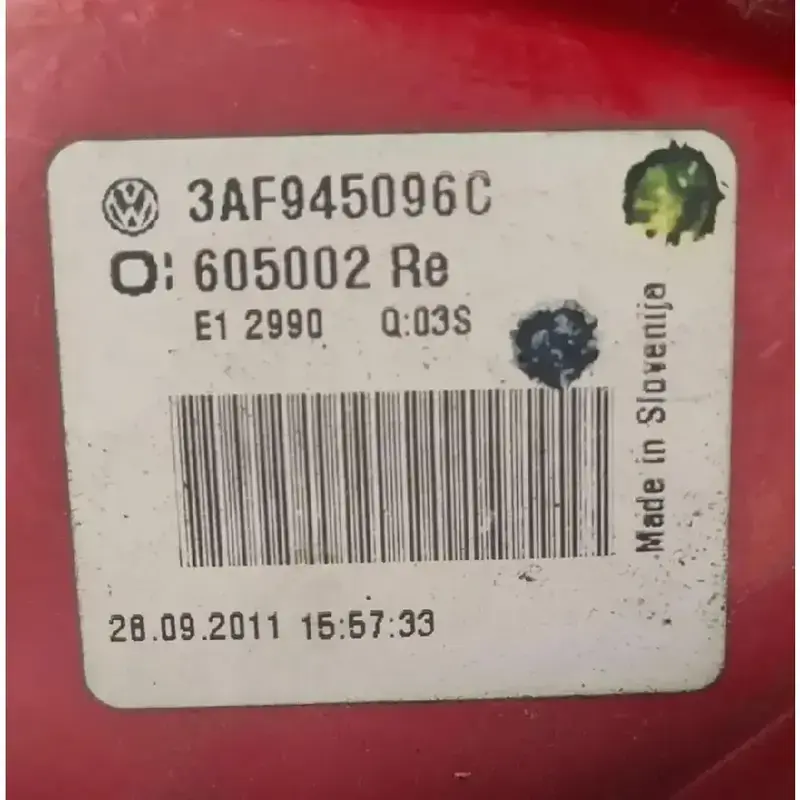 3AF945096C
O: 605002 Re
E1 2990 Q:03S
Made in Slovenija
28.09.2011 15:57:33